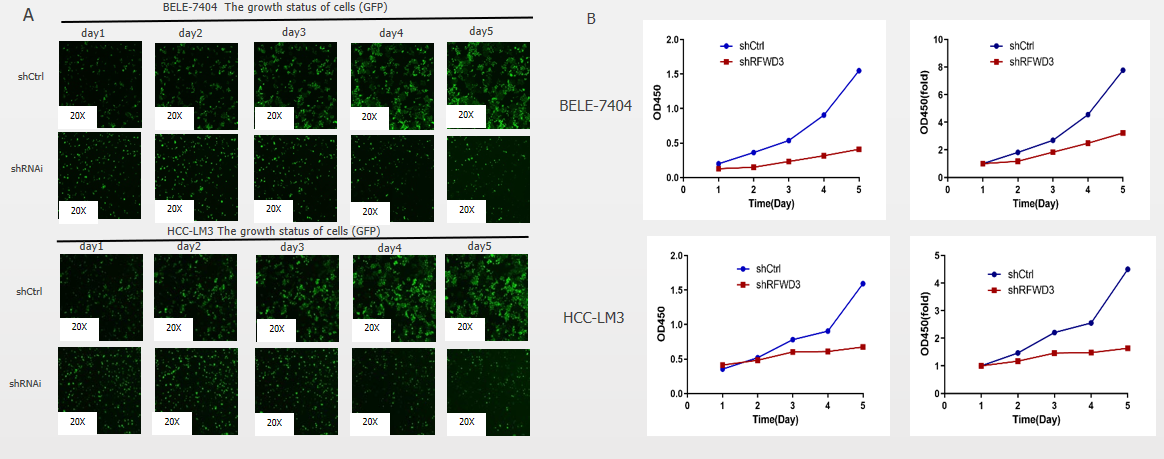 A
BELE-7404 The growth status of cells (GFP)
day1 day2 day3 day4 day5
shCtrl
20X 20X 20X 20X 20X
shRNAi
20X 20X 20X 20X 20X
HCC-LM3 The growth status of cells (GFP)
day1 day2 day3 day4 day5
shCtrl
20X 20X 20X 20X 20X
shRNAi
20X 20X 20X 20X 20X
B
BELE-7404
OD450
2.0
1.5
1.0
0.5
0.0
shCtrl
shRFWD3
0 1 2 3 4 5
Time(Day)
OD450(fold)
10
8
6
4
2
0
shCtrl
shRFWD3
0 1 2 3 4 5
Time(Day)
HCC-LM3
OD450
2.0
1.5
1.0
0.5
0.0
shCtrl
shRFWD3
0 1 2 3 4 5
Time(Day)
OD450(fold)
5
4
3
2
1
0
shCtrl
shRFWD3
0 1 2 3 4 5
Time(Day)